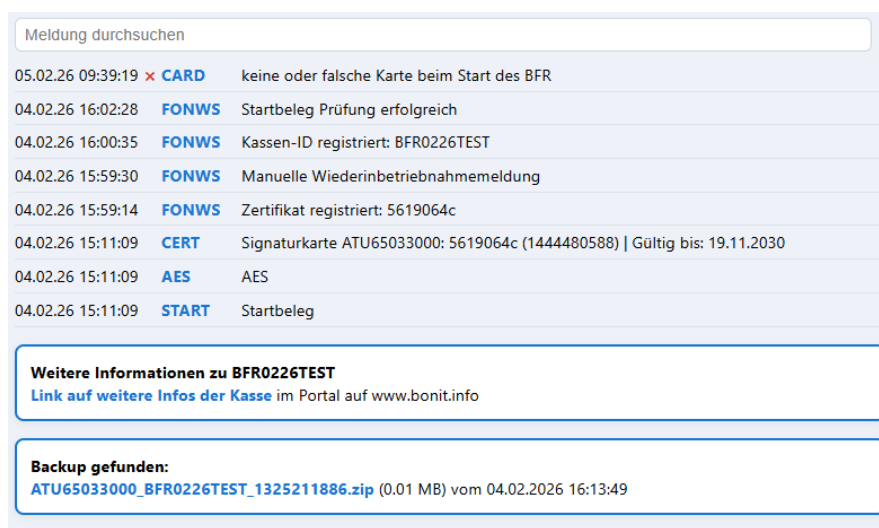 Meldung durchsuchen
05.02.26 09:39:19 × CARD keine oder falsche Karte beim Start des BFR
04.02.26 16:02:28 FONWS Startbeleg Prüfung erfolgreich
04.02.26 16:00:35 FONWS Kassen-ID registriert: BFR0226TEST
04.02.26 15:59:30 FONWS Manuelle Wiederinbetriebnahmemeldung
04.02.26 15:59:14 FONWS Zertifikat registriert: 5619064c
04.02.26 15:11:09 CERT Signaturkarte ATU65033000: 5619064c (1444480588) | Gültig bis: 19.11.2030
04.02.26 15:11:09 AES AES
04.02.26 15:11:09 START Startbeleg
Weitere Informationen zu BFR0226TEST
Link auf weitere Infos der Kasse im Portal auf www.bonit.info
Backup gefunden:
ATU65033000_BFR0226TEST_1325211886.zip (0.01 MB) vom 04.02.2026 16:13:49